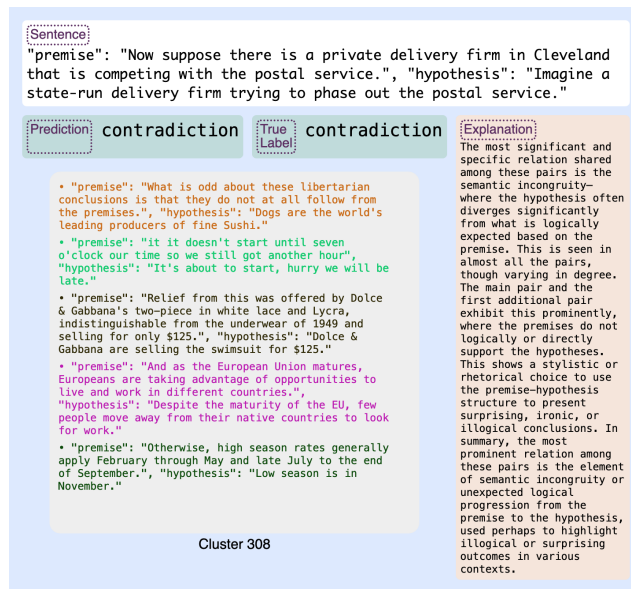 Sentence
"premise": "Now suppose there is a private delivery firm in Cleveland
that is competing with the postal service.", "hypothesis": "Imagine a
state-run delivery firm trying to phase out the postal service."
Prediction contradiction
True Label contradiction
• "premise": "What is odd about these libertarian
conclusions is that they do not at all follow from
the premises.", "hypothesis": "Dogs are the world's
leading producers of fine Sushi."
• "premise": "it it doesn't start until seven
o'clock our time so we still got another hour",
"hypothesis": "It's about to start, hurry we will be
late."
• "premise": "Relief from this was offered by Dolce
& Gabbana's two-piece in white lace and Lycra,
indistinguishable from the underwear of 1949 and
selling for only $125.", "hypothesis": "Dolce &
Gabbana are selling the swimsuit for $125."
• "premise": "And as the European Union matures,
Europeans are taking advantage of opportunities to
live and work in different countries.",
"hypothesis": "Despite the maturity of the EU, few
people move away from their native countries to look
for work."
• "premise": "Otherwise, high season rates generally
apply February through May and late July to the end
of September.", "hypothesis": "Low season is in
November."
Cluster 308
Explanation
The most significant and
specific relation shared
among these pairs is the
semantic incongruity—
where the hypothesis often
diverges significantly
from what is logically
expected based on the
premise. This is seen in
almost all the pairs,
though varying in degree.
The main pair and the
first additional pair
exhibit this prominently,
where the premises do not
logically or directly
support the hypotheses.
This shows a stylistic or
rhetorical choice to use
the premise-hypothesis
structure to present
surprising, ironic, or
illogical conclusions. In
summary, the most
prominent relation among
these pairs is the element
of semantic incongruity or
unexpected logical
progression from the
premise to the hypothesis,
used perhaps to highlight
illogical or surprising
outcomes in various
contexts.